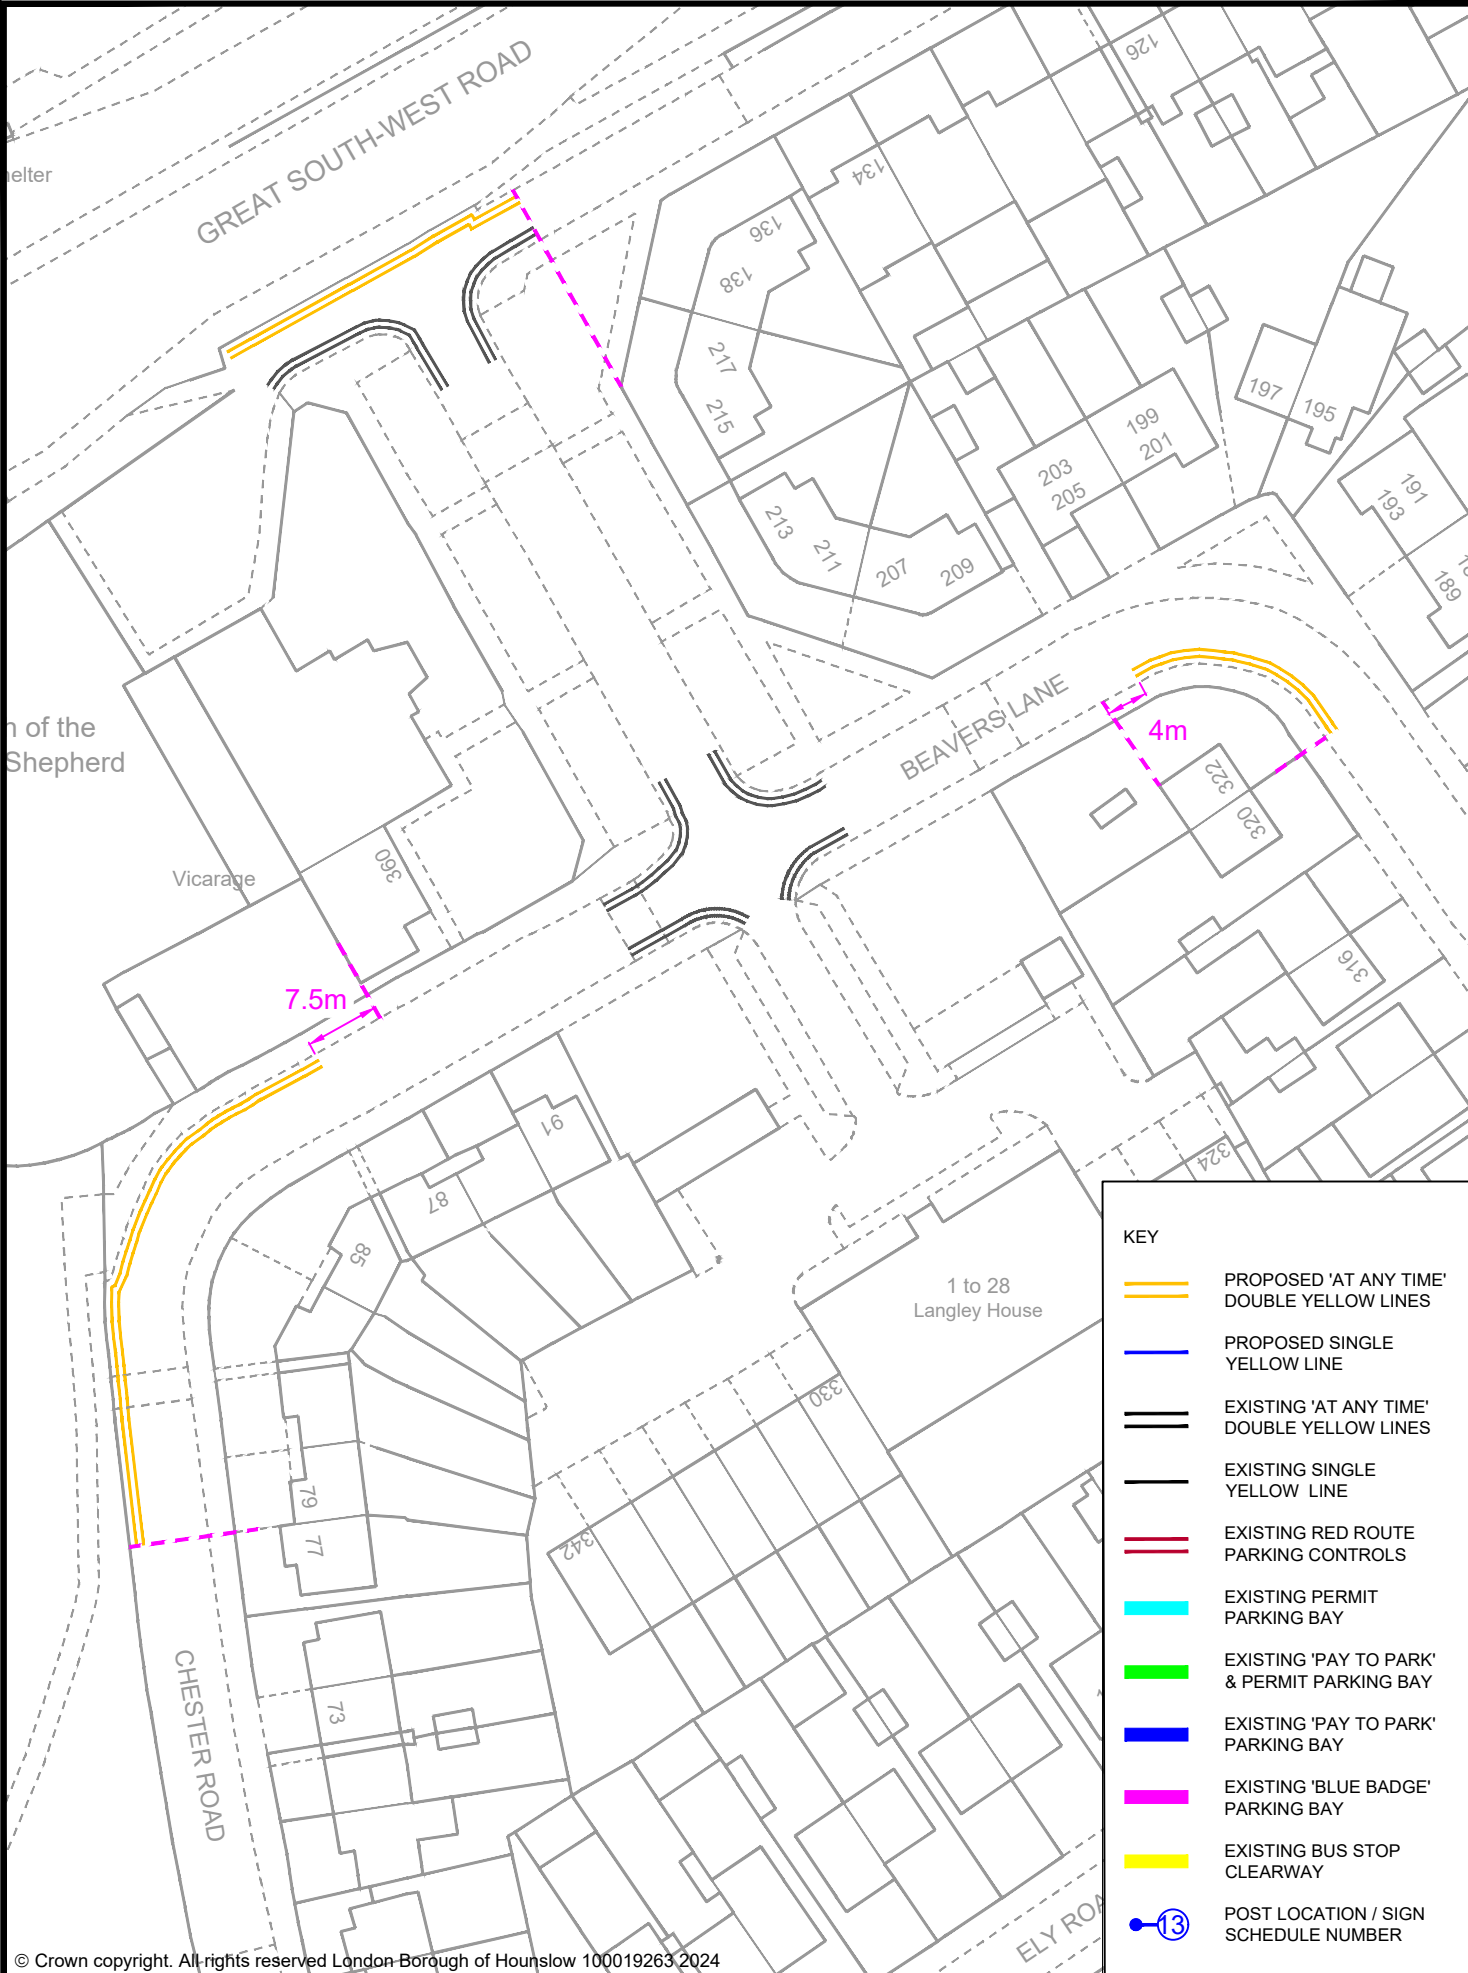 GREAT SOUTH-WEST ROAD
126
134
136
138
217
215
197
195
199
201
203
205
191
193
189
213
211
207
209
BEAVERS LANE
4m
322
320
316
of the
Shepherd
Vicarage
360
7.5m
91
87
85
324
1 to 28
Langley House
330
342
79
77
73
CHESTER ROAD
KEY
PROPOSED 'AT ANY TIME'
DOUBLE YELLOW LINES
PROPOSED SINGLE
YELLOW LINE
EXISTING 'AT ANY TIME'
DOUBLE YELLOW LINES
EXISTING SINGLE
YELLOW LINE
EXISTING RED ROUTE
PARKING CONTROLS
EXISTING PERMIT
PARKING BAY
EXISTING 'PAY TO PARK'
& PERMIT PARKING BAY
EXISTING 'PAY TO PARK'
PARKING BAY
EXISTING 'BLUE BADGE'
PARKING BAY
EXISTING BUS STOP
CLEARWAY
13
POST LOCATION / SIGN
SCHEDULE NUMBER
ELY ROA
© Crown copyright. All rights reserved London Borough of Hounslow 100019263 2024